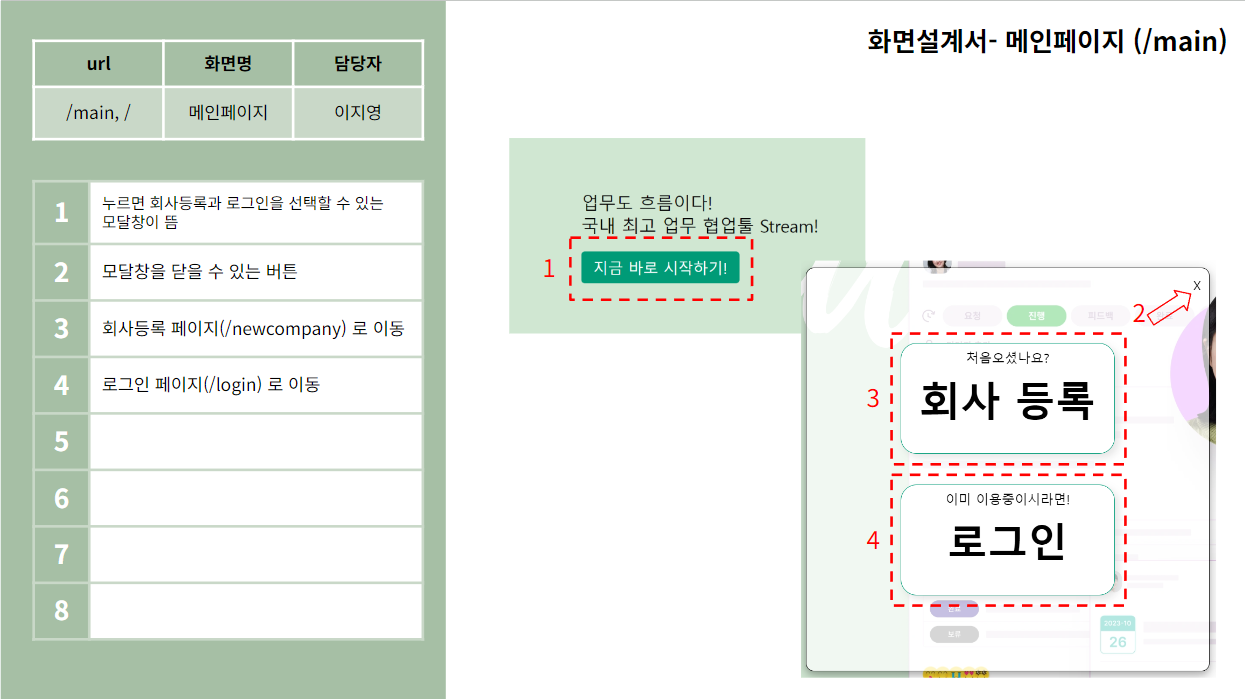 화면설계서- 메인페이지 (/main)
url 화면명 담당자
/main, / 메인페이지 이지영
1 누르면 회사등록과 로그인을 선택할 수 있는
모달창이 뜸
2 모달창을 닫을 수 있는 버튼
3 회사등록 페이지(/newcompany) 로 이동
4 로그인 페이지(/login) 로 이동
5
6
7
8
업무도 흐름이다!
국내 최고 업무 협업툴 Stream!
1 지금 바로 시작하기!
X
2
요청 진행 피드백
처음오셨나요?
3 회사 등록
이미 이용중이시라면!
4 로그인
보류
2023-10
26